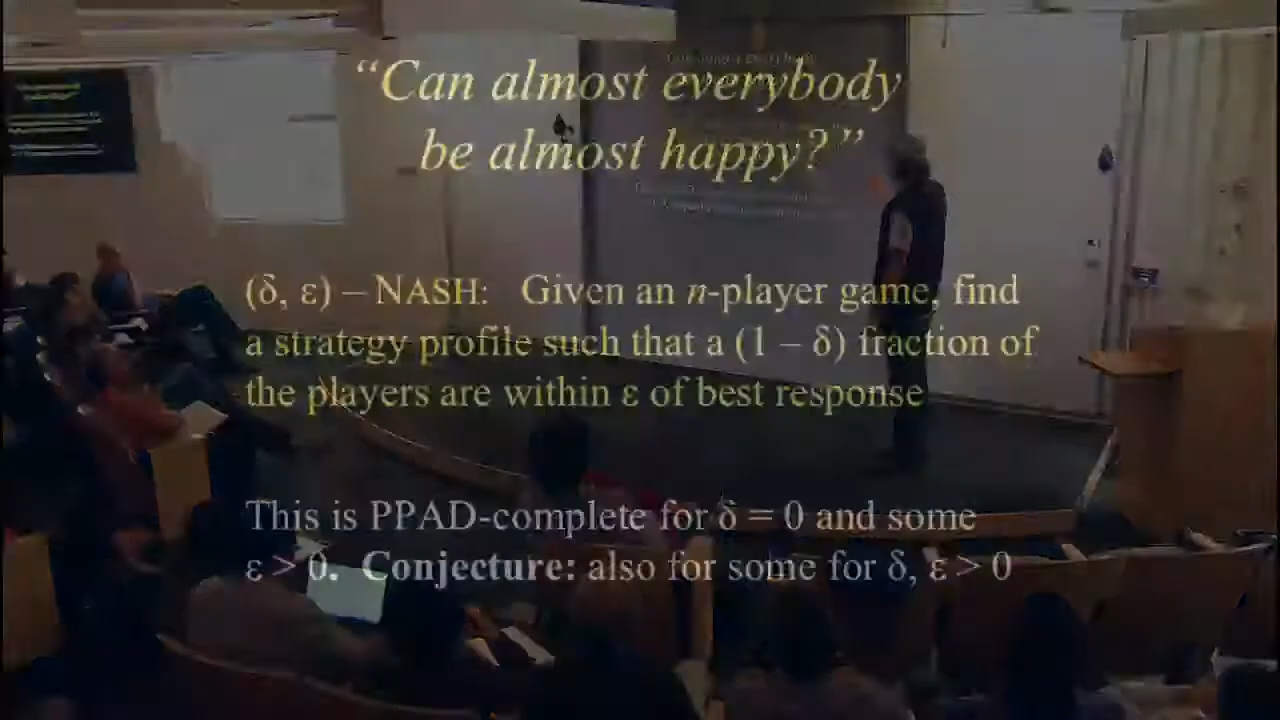 “Can almost everybody
be almost happy?”
(δ, ε) – NASH: Given an n-player game, find
a strategy profile such that a (1 – δ) fraction of
the players are within ε of best response
This is PPAD-complete for δ = 0 and some
ε > 0. Conjecture: also for some for δ, ε > 0